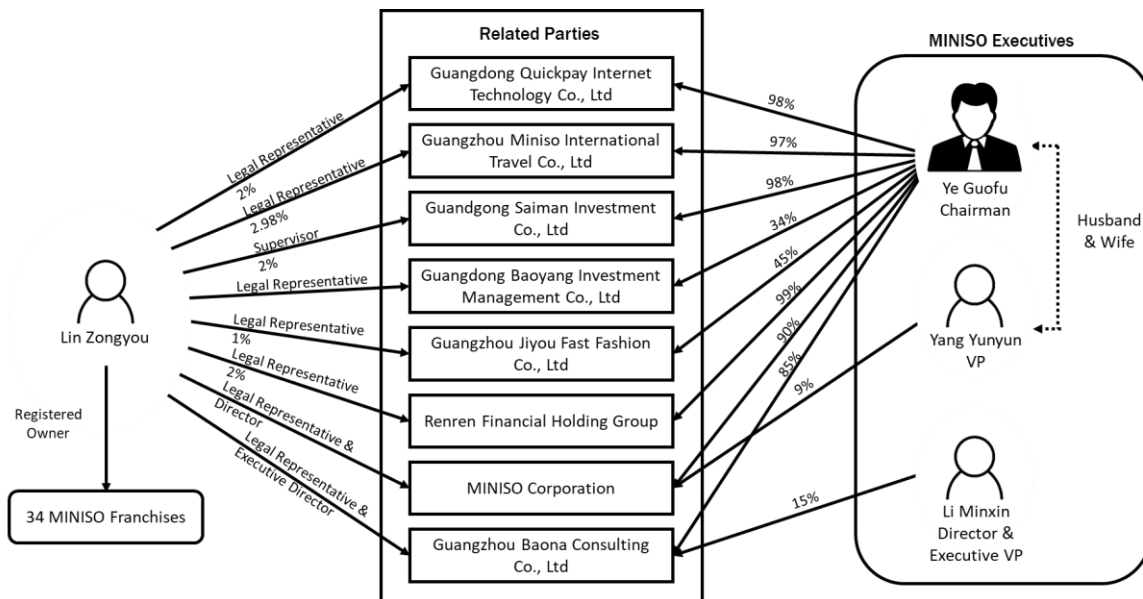 Related Parties
MINISO Executives
Guangdong Quickpay Internet
Technology Co., Ltd
Guangzhou Miniso International
Travel Co., Ltd
Guandgong Saiman Investment
Co., Ltd
Guangdong Baoyang Investment
Management Co., Ltd
Guangzhou Jiyou Fast Fashion
Co., Ltd
Renren Financial Holding Group
MINISO Corporation
Guangzhou Baona Consulting
Co., Ltd
Legal Representative
2%
Legal Representative
2.98%
Supervisor
2%
Legal Representative
Legal Representative
1%
Legal Representative
2%
Legal Representative &
Director
Legal Representative &
Executive Director
Lin Zongyou
Registered
Owner
34 MINISO Franchises
98%
97%
98%
34%
45%
99%
90%
85%
9%
15%
Ye Guofu
Chairman
Husband
& Wife
Yang Yunyun
VP
Li Minxin
Director &
Executive VP